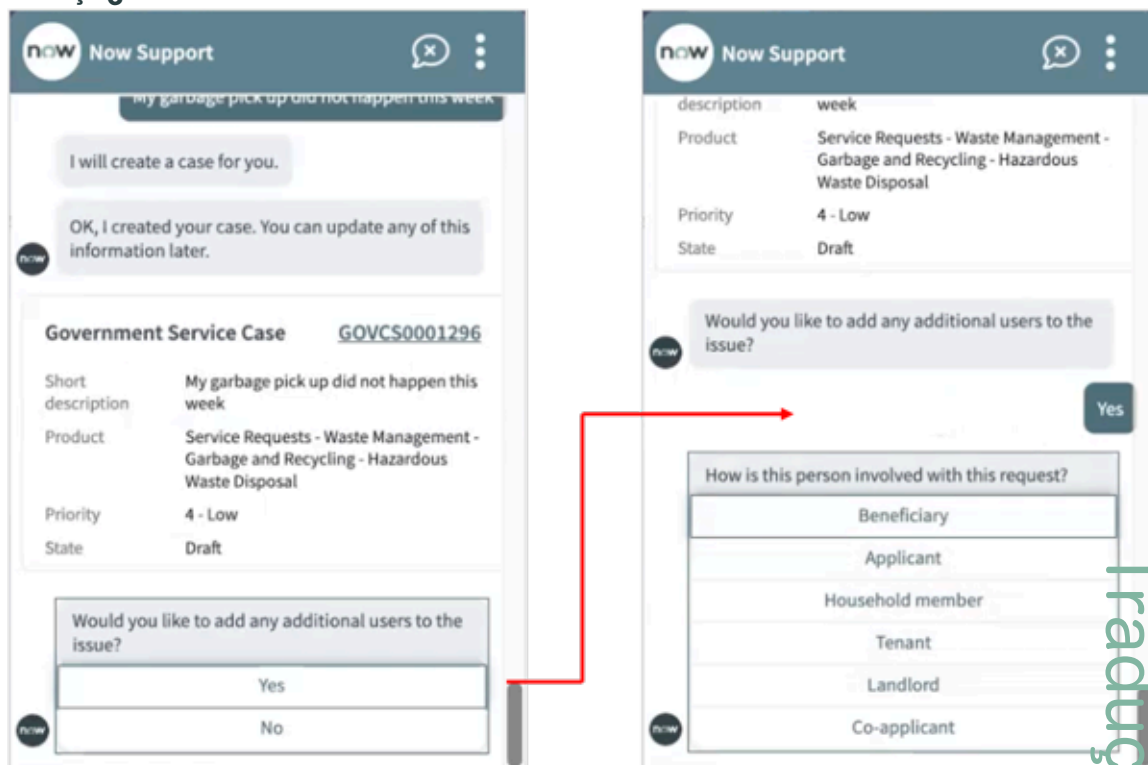 now Now Support
My garbage pick up did not happen this week
I will create a case for you.
OK, I created your case. You can update any of this
information later.
now
Government Service Case GOVCS0001296
Short description My garbage pick up did not happen this
week
Product Service Requests - Waste Management -
Garbage and Recycling - Hazardous
Waste Disposal
Priority 4 - Low
State Draft
Would you like to add any additional users to the
issue?
Yes
No
now
now Now Support
description week
Product Service Requests - Waste Management -
Garbage and Recycling - Hazardous
Waste Disposal
Priority 4 - Low
State Draft
Would you like to add any additional users to the
issue?
now
Yes
How is this person involved with this request?
Beneficiary
Applicant
Household member
Tenant
Landlord
Co-applicant
now